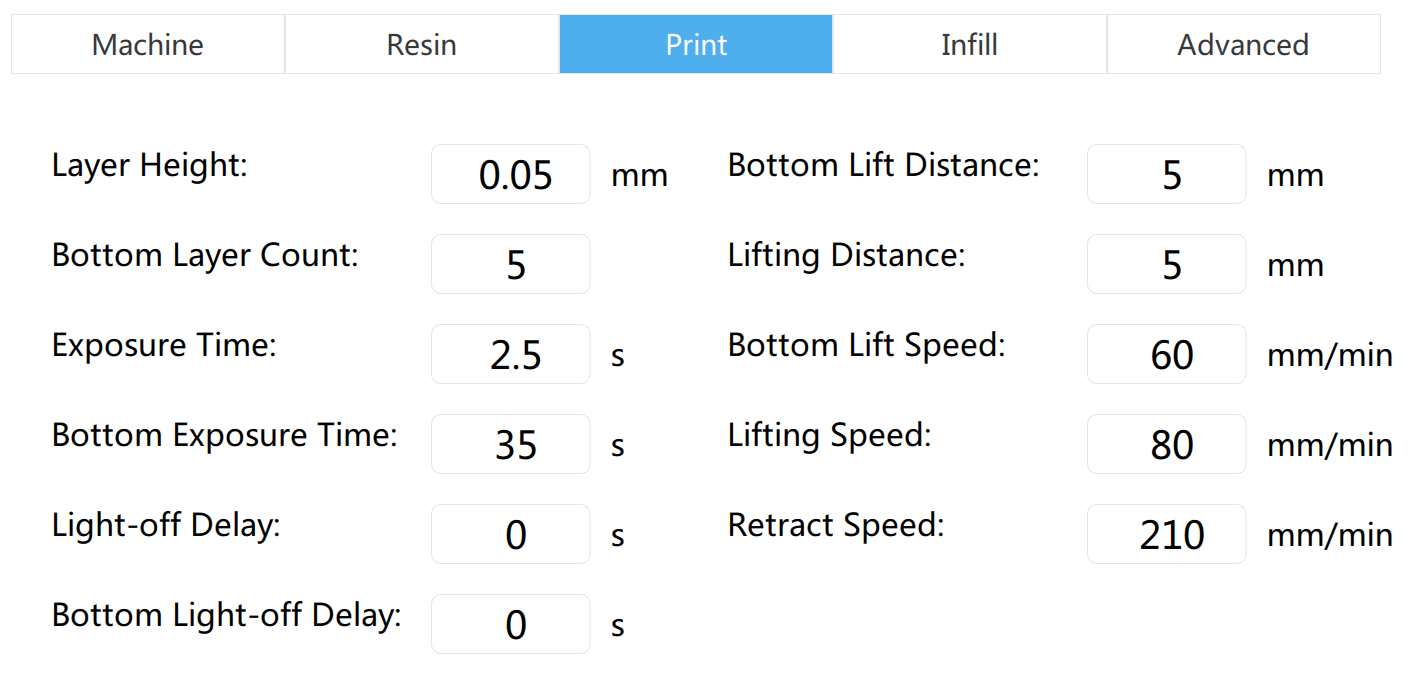 Machine Resin Print Infill Advanced
Layer Height: 0.05 mm Bottom Lift Distance: 5 mm
Bottom Layer Count: 5 Lifting Distance: 5 mm
Exposure Time: 2.5 s Bottom Lift Speed: 60 mm/min
Bottom Exposure Time: 35 s Lifting Speed: 80 mm/min
Light-off Delay: 0 s Retract Speed: 210 mm/min
Bottom Light-off Delay: 0 s